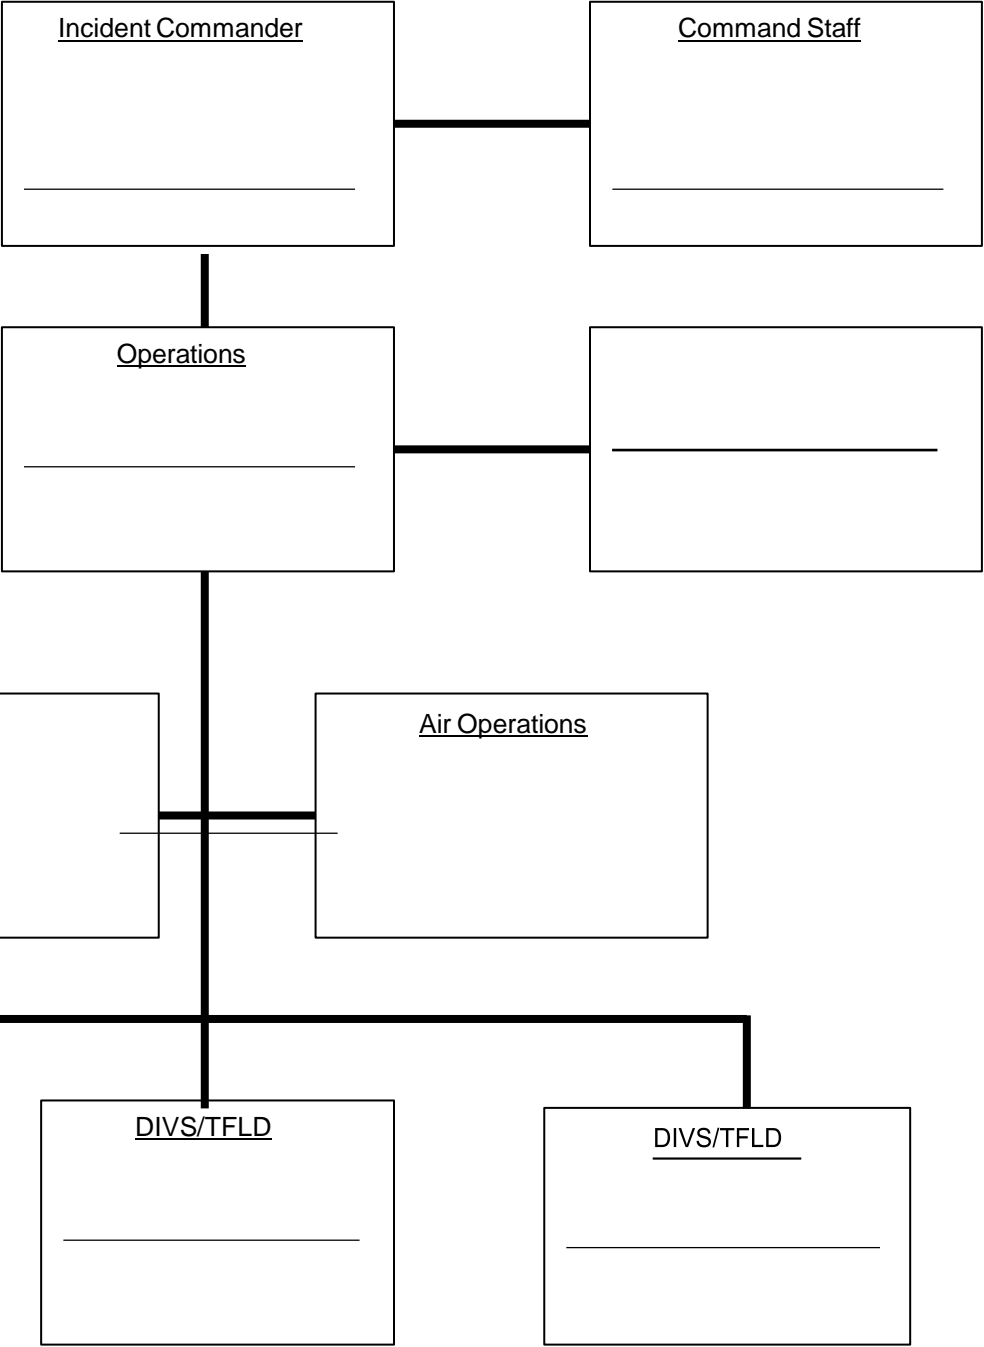 Incident Commander
Command Staff
Operations
Air Operations
DIVS/TFLD
DIVS/TFLD